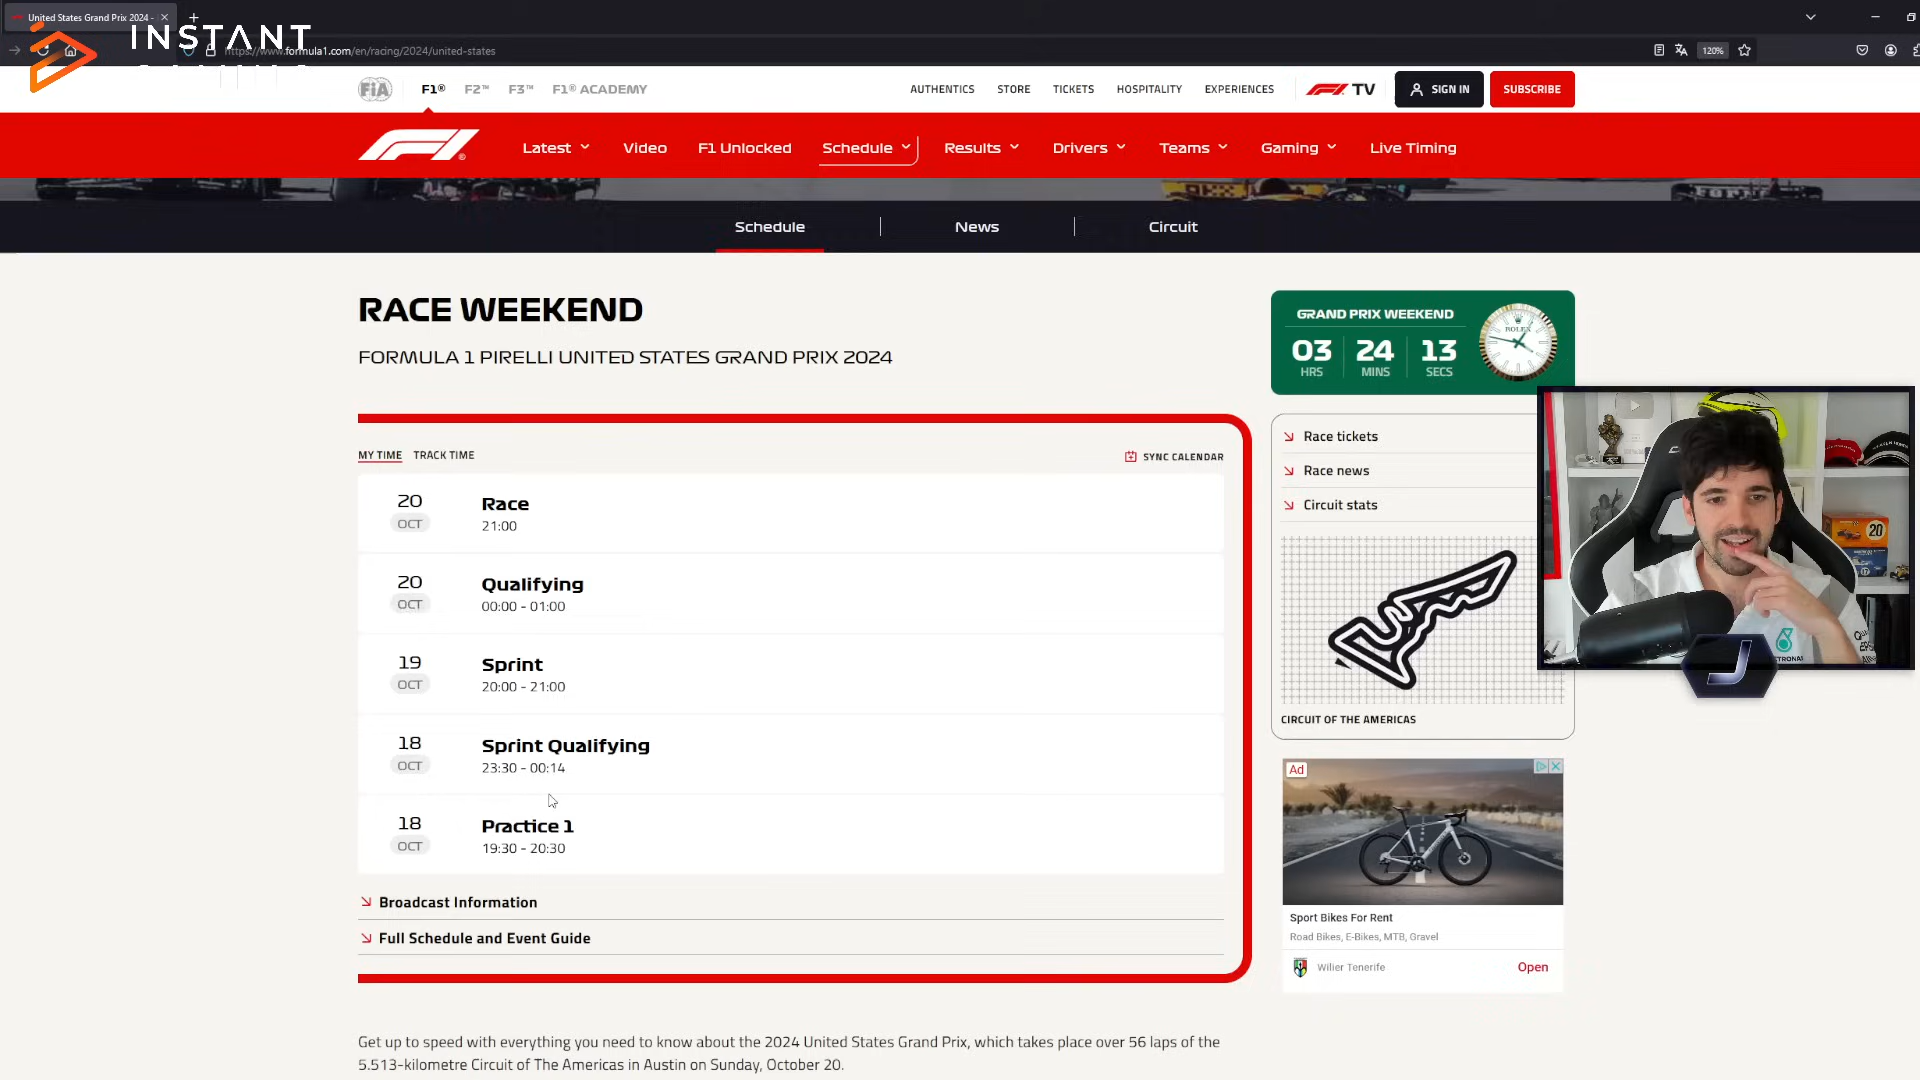 United States Grand Prix 2024 -
INSTANT
https://www.formula1.com/en/racing/2024/united-states
120%
FIA
F1® F2™ F3™ F1® ACADEMY
AUTHENTICS STORE TICKETS HOSPITALITY EXPERIENCES
F1 TV
SIGN IN
SUBSCRIBE
F1®
Latest Video F1 Unlocked Schedule Results Drivers Teams Gaming Live Timing
Schedule News Circuit
RACE WEEKEND
FORMULA 1 PIRELLI UNITED STATES GRAND PRIX 2024
MY TIME TRACK TIME
SYNC CALENDAR
20
OCT
Race
21:00
20
OCT
Qualifying
00:00 - 01:00
19
OCT
Sprint
20:00 - 21:00
18
OCT
Sprint Qualifying
23:30 - 00:14
18
OCT
Practice 1
19:30 - 20:30
Broadcast Information
Full Schedule and Event Guide
Get up to speed with everything you need to know about the 2024 United States Grand Prix, which takes place over 56 laps of the
5.513-kilometre Circuit of The Americas in Austin on Sunday, October 20.
GRAND PRIX WEEKEND
03 24 13
HRS MINS SECS
ROLEX
Race tickets
Race news
Circuit stats
CIRCUIT OF THE AMERICAS
20
J
Ad
Sport Bikes For Rent
Road Bikes, E-Bikes, MTB, Gravel
Wilier Tenerife
Open